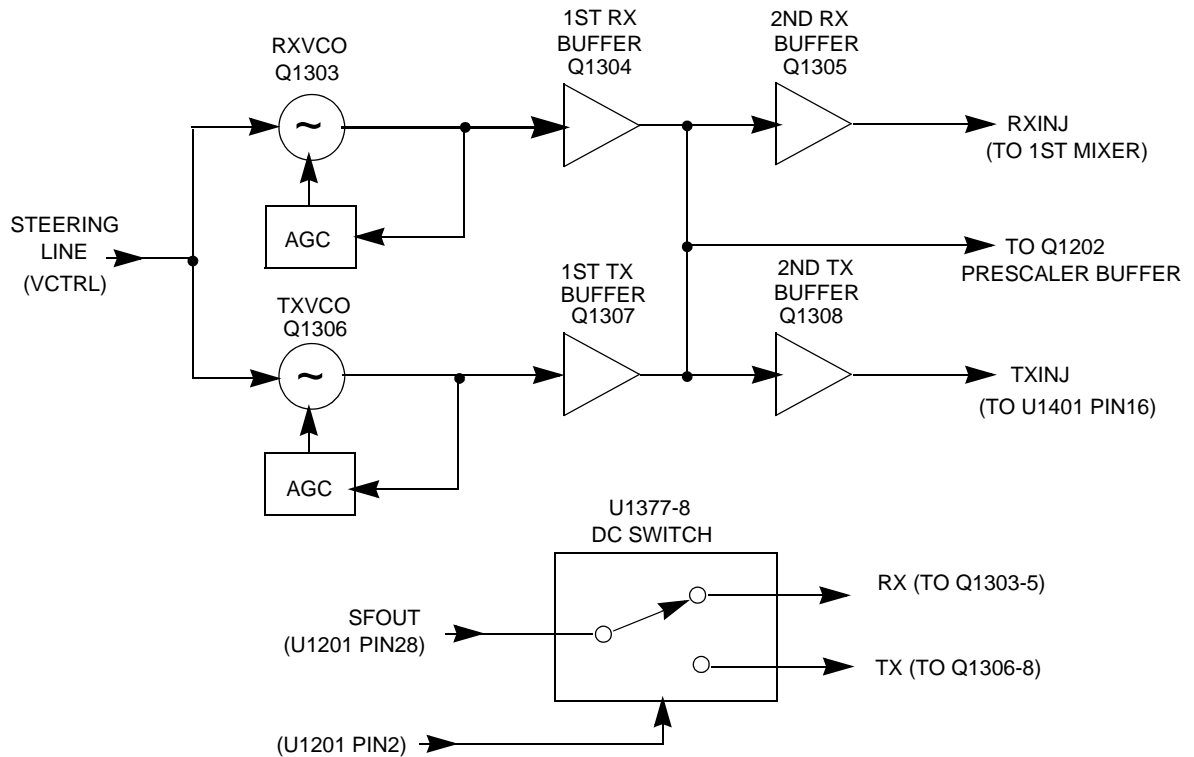 1ST RX
BUFFER
Q1304
2ND RX
BUFFER
Q1305
RXVCO
Q1303
~
RXINJ
(TO 1ST MIXER)
AGC
STEERING
LINE
(VCTRL)
TO Q1202
PRESCALER BUFFER
1ST TX
BUFFER
Q1307
2ND TX
BUFFER
Q1308
TXVCO
Q1306
~
TXINJ
(TO U1401 PIN16)
AGC
U1377-8
DC SWITCH
RX (TO Q1303-5)
SFOUT
(U1201 PIN28)
TX (TO Q1306-8)
(U1201 PIN2)